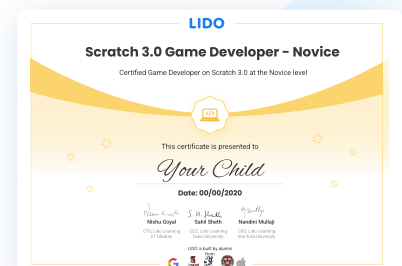 LIDO
Scratch 3.0 Game Developer - Novice
Certified Game Developer on Scratch 3.0 at the Novice level
This certificate is presented to
Your Child
Date: 00/00/2020
Nishu Goyal
Sahil Sheth
Nandini Mullaji
CTO, Lido Learning
CEO, Lido Learning
CSO, Lido Learning
IIT Madras
Duke University
Stanford University
LIDO is built by alumni
from